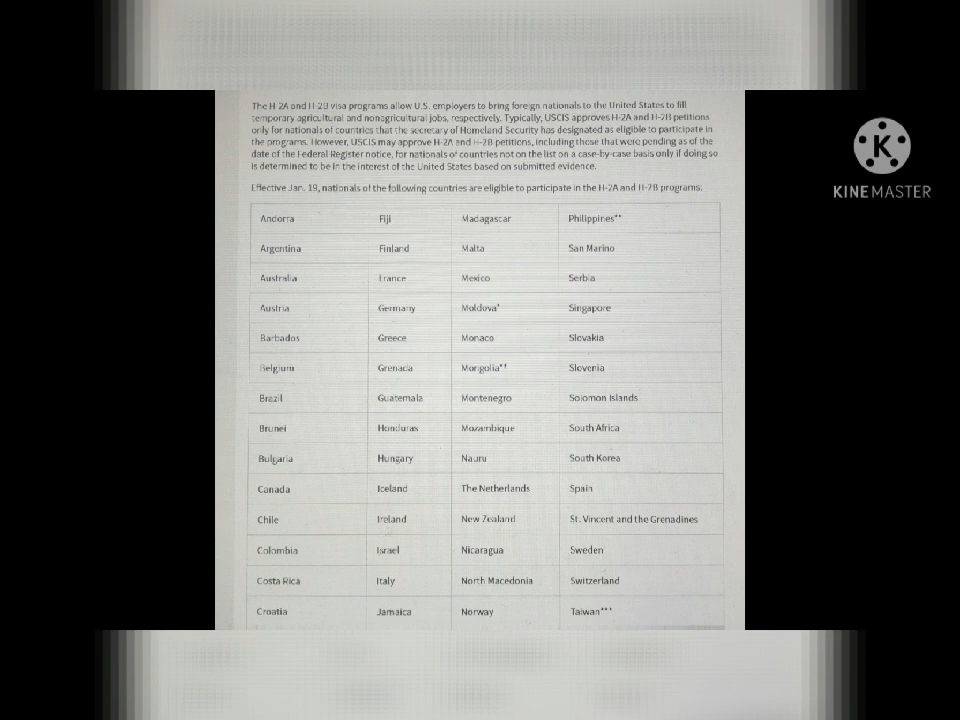 The H-2A and H-2B visa programs allow U.S. employers to bring foreign nationals to the United States to fill
temporary agricultural and nonagricultural jobs, respectively. Typically, USCIS approves H-2A and H-2B petitions
only for nationals of countries that the secretary of Homeland Security has designated as eligible to participate in
the programs. However, USCIS may approve H-2A and H-2B petitions, including those that were pending as of the
date of the Federal Register notice, for nationals of countries not on the list on a case-by-case basis only if doing so
is determined to be in the interest of the United States based on submitted evidence.
Effective Jan. 19, nationals of the following countries are eligible to participate in the H-2A and H-2B programs:
Andorra Fiji Madagascar Philippines**
Argentina Finland Malta San Marino
Australia France Mexico Serbia
Austria Germany Moldova* Singapore
Barbados Greece Monaco Slovakia
Belgium Grenada Mongolia** Slovenia
Brazil Guatemala Montenegro Solomon Islands
Brunei Honduras Mozambique South Africa
Bulgaria Hungary Nauru South Korea
Canada Iceland The Netherlands Spain
Chile Ireland New Zealand St. Vincent and the Grenadines
Colombia Israel Nicaragua Sweden
Costa Rica Italy North Macedonia Switzerland
Croatia Jamaica Norway Taiwan***
K
KINEMASTER